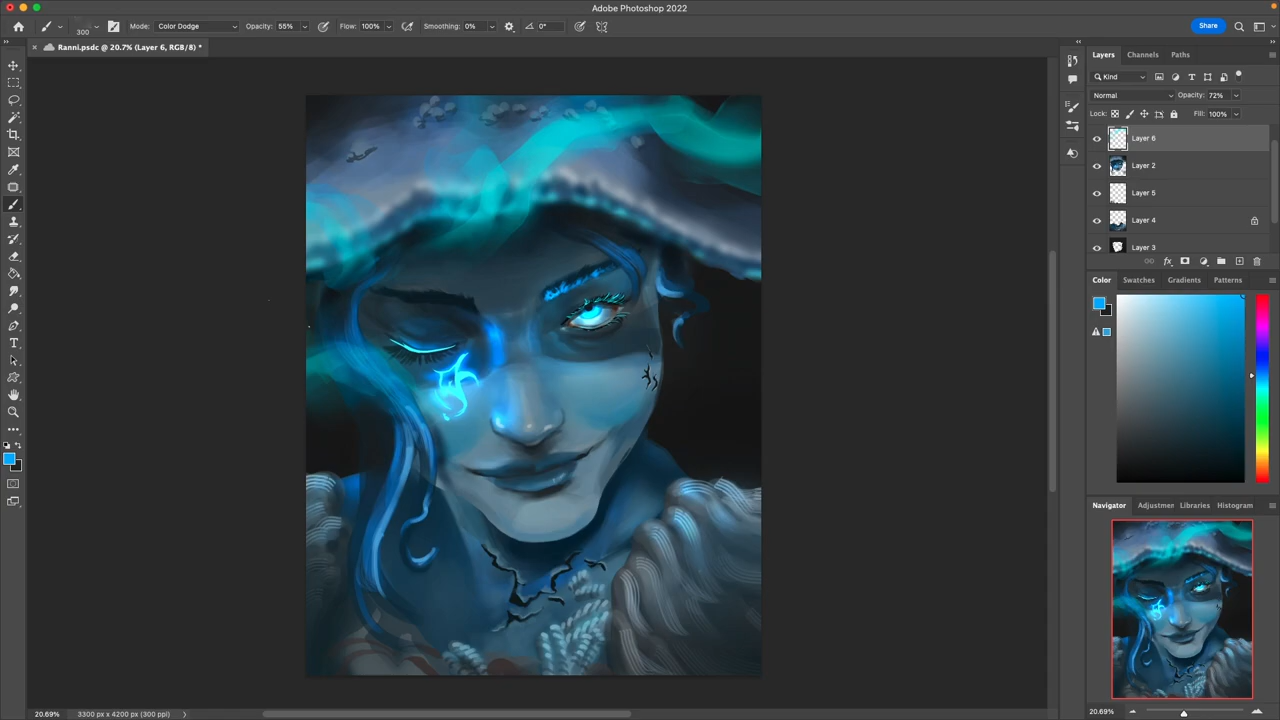 Adobe Photoshop 2022
300
Mode: Color Dodge Opacity: 55% Flow: 100% Smoothing: 0% 0° Share
Ranni.psdc @ 20.7% (Layer 6, RGB/8) *
Layers Channels Paths
Kind
Normal Opacity: 72%
Lock: Fill: 100%
Layer 6
Layer 2
Layer 5
Layer 4
Layer 3
fx
Color Swatches Gradients Patterns
Navigator Adjustmen Libraries Histogram
20.69%
20.69% 3300 px x 4200 px (300 ppi)